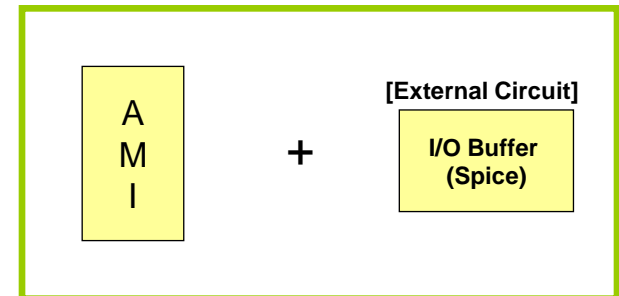 A
M
I
+
[External Circuit]
I/O Buffer
(Spice)